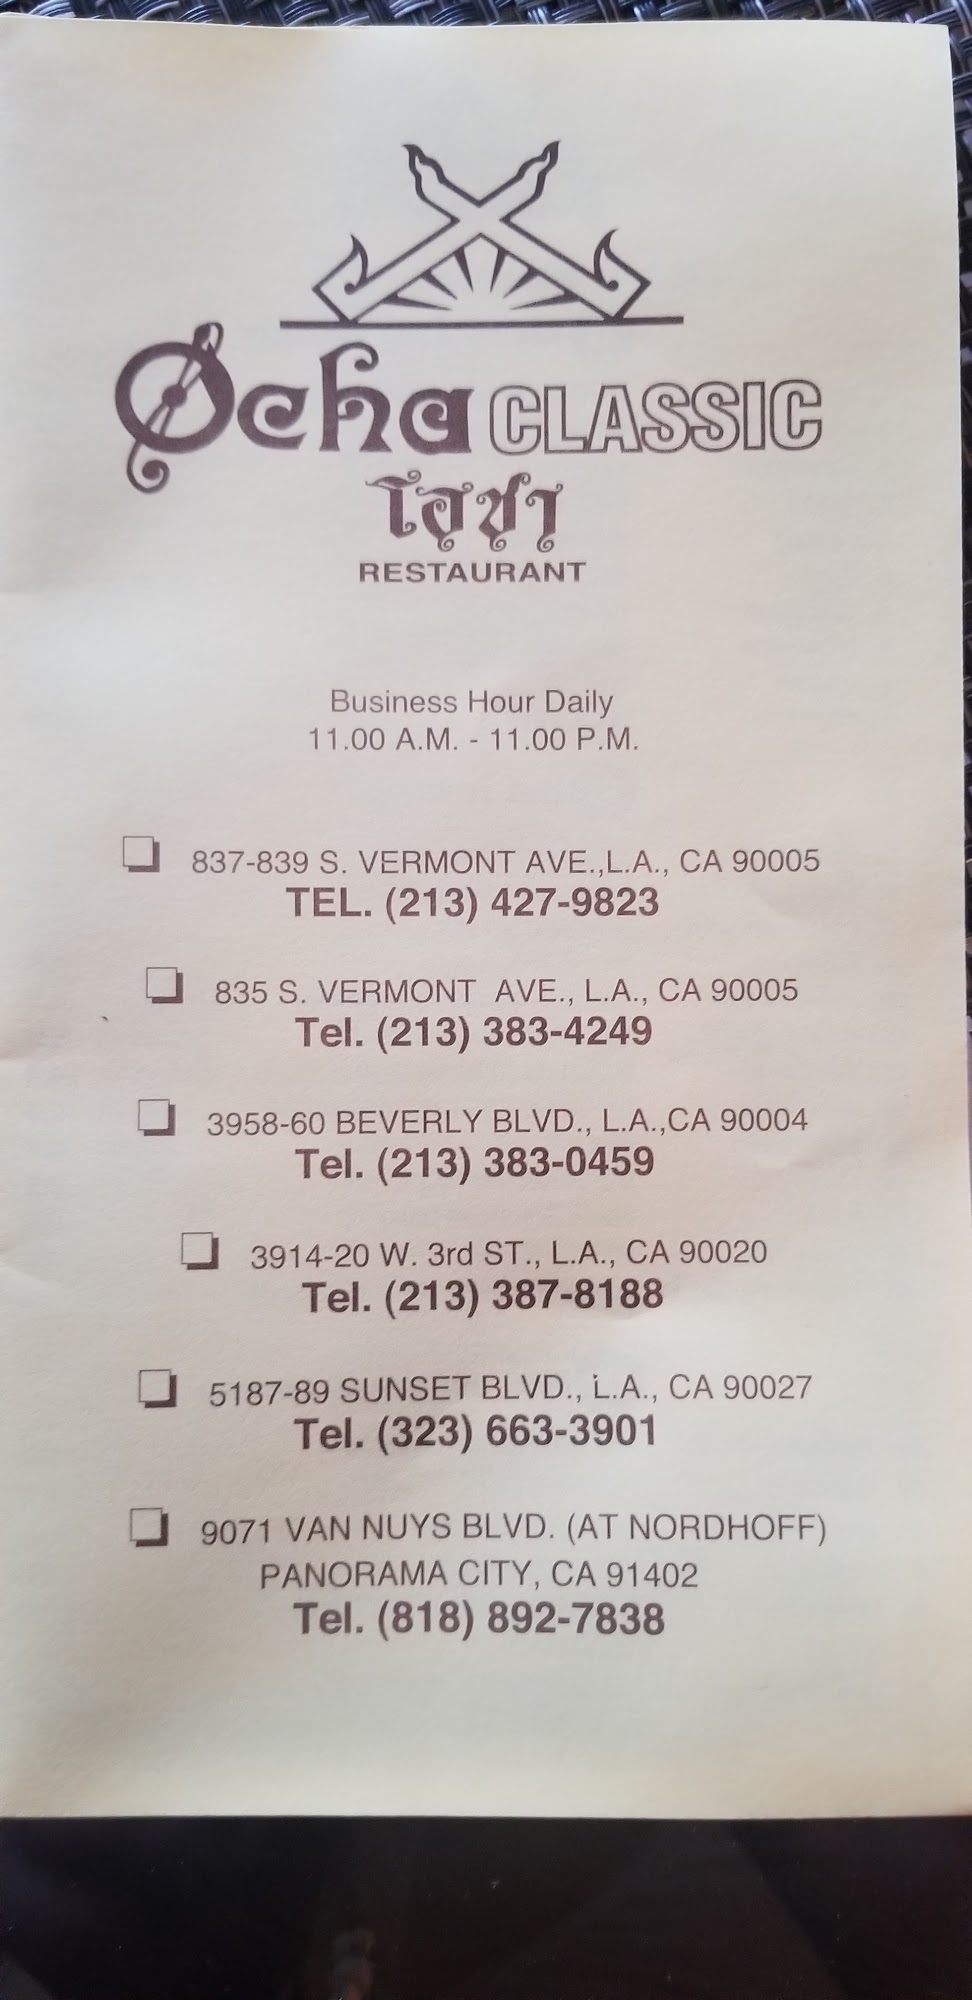 Ocha CLASSIC
โอชา
RESTAURANT
Business Hour Daily
11.00 A.M. - 11.00 P.M.
837-839 S. VERMONT AVE.,L.A., CA 90005
TEL. (213) 427-9823
835 S. VERMONT AVE., L.A., CA 90005
Tel. (213) 383-4249
3958-60 BEVERLY BLVD., L.A.,CA 90004
Tel. (213) 383-0459
3914-20 W. 3rd ST., L.A., CA 90020
Tel. (213) 387-8188
5187-89 SUNSET BLVD., L.A., CA 90027
Tel. (323) 663-3901
9071 VAN NUYS BLVD. (AT NORDHOFF)
PANORAMA CITY, CA 91402
Tel. (818) 892-7838